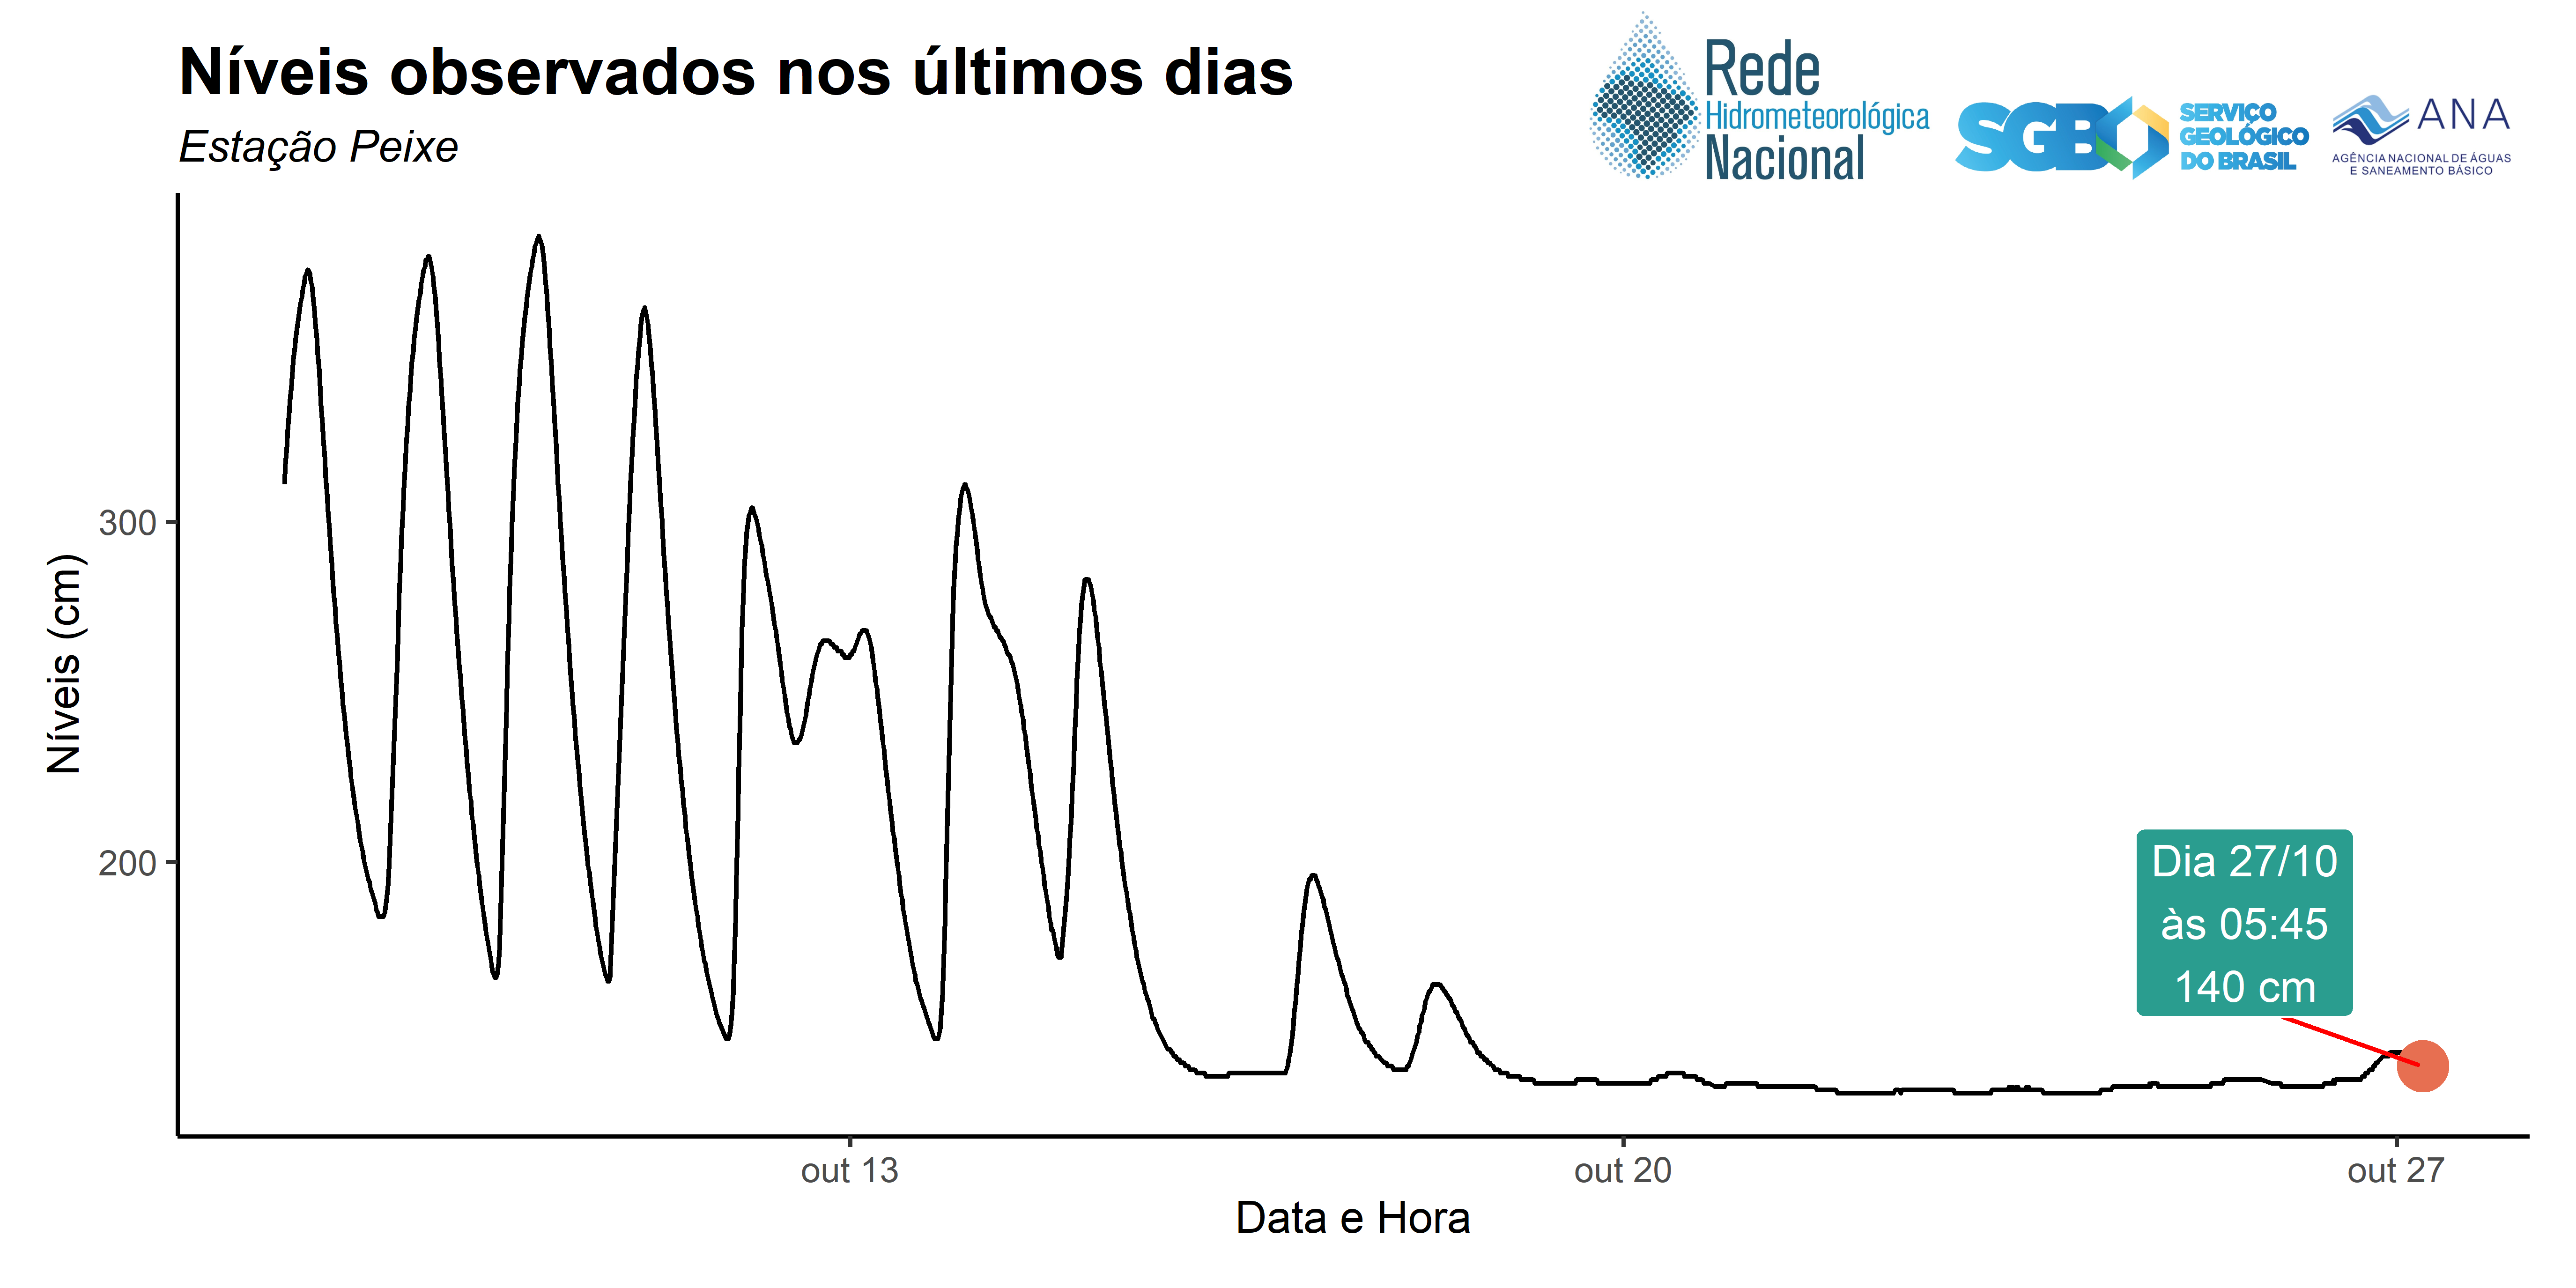 Níveis observados nos últimos dias
Estação Peixe
Rede
Hidrometeorológica
Nacional
SGB
SERVIÇO
GEOLÓGICO
DO BRASIL
ANA
AGÊNCIA NACIONAL DE ÁGUAS
E SANEAMENTO BÁSICO
Níveis (cm)
300
200
Dia 27/10
às 05:45
140 cm
out 13
out 20
out 27
Data e Hora